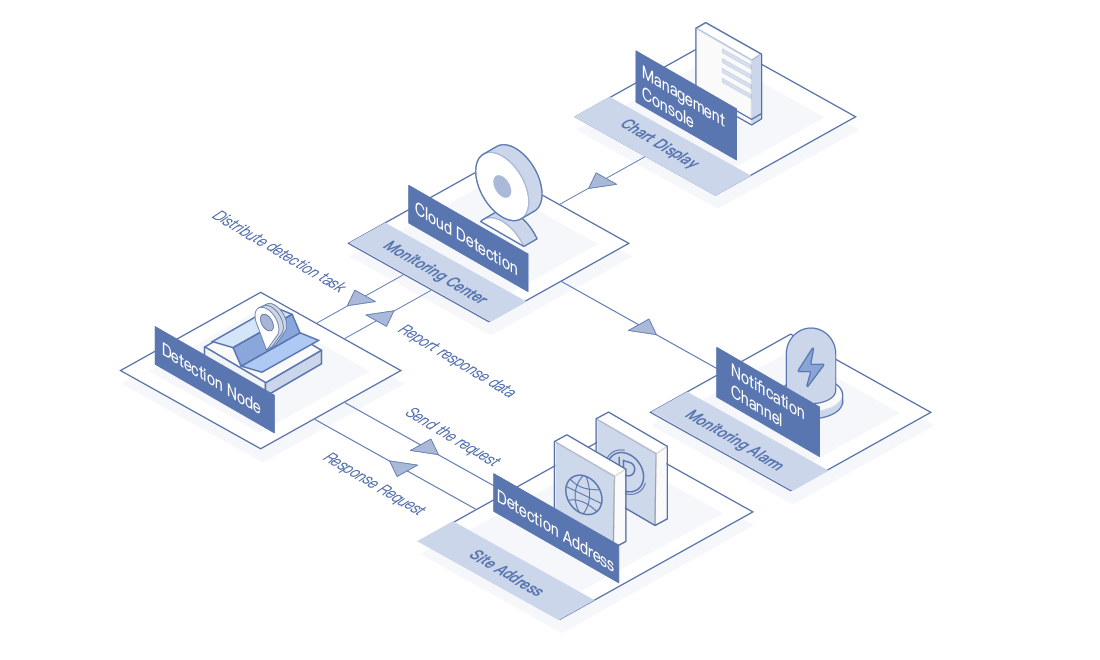 Management
Console
Chart Display
Cloud Detection
Monitoring Center
Distribute detection task
Report response data
Detection Node
Notification
Channel
Monitoring Alarm
Send the request
Response Request
Detection Address
Site Address